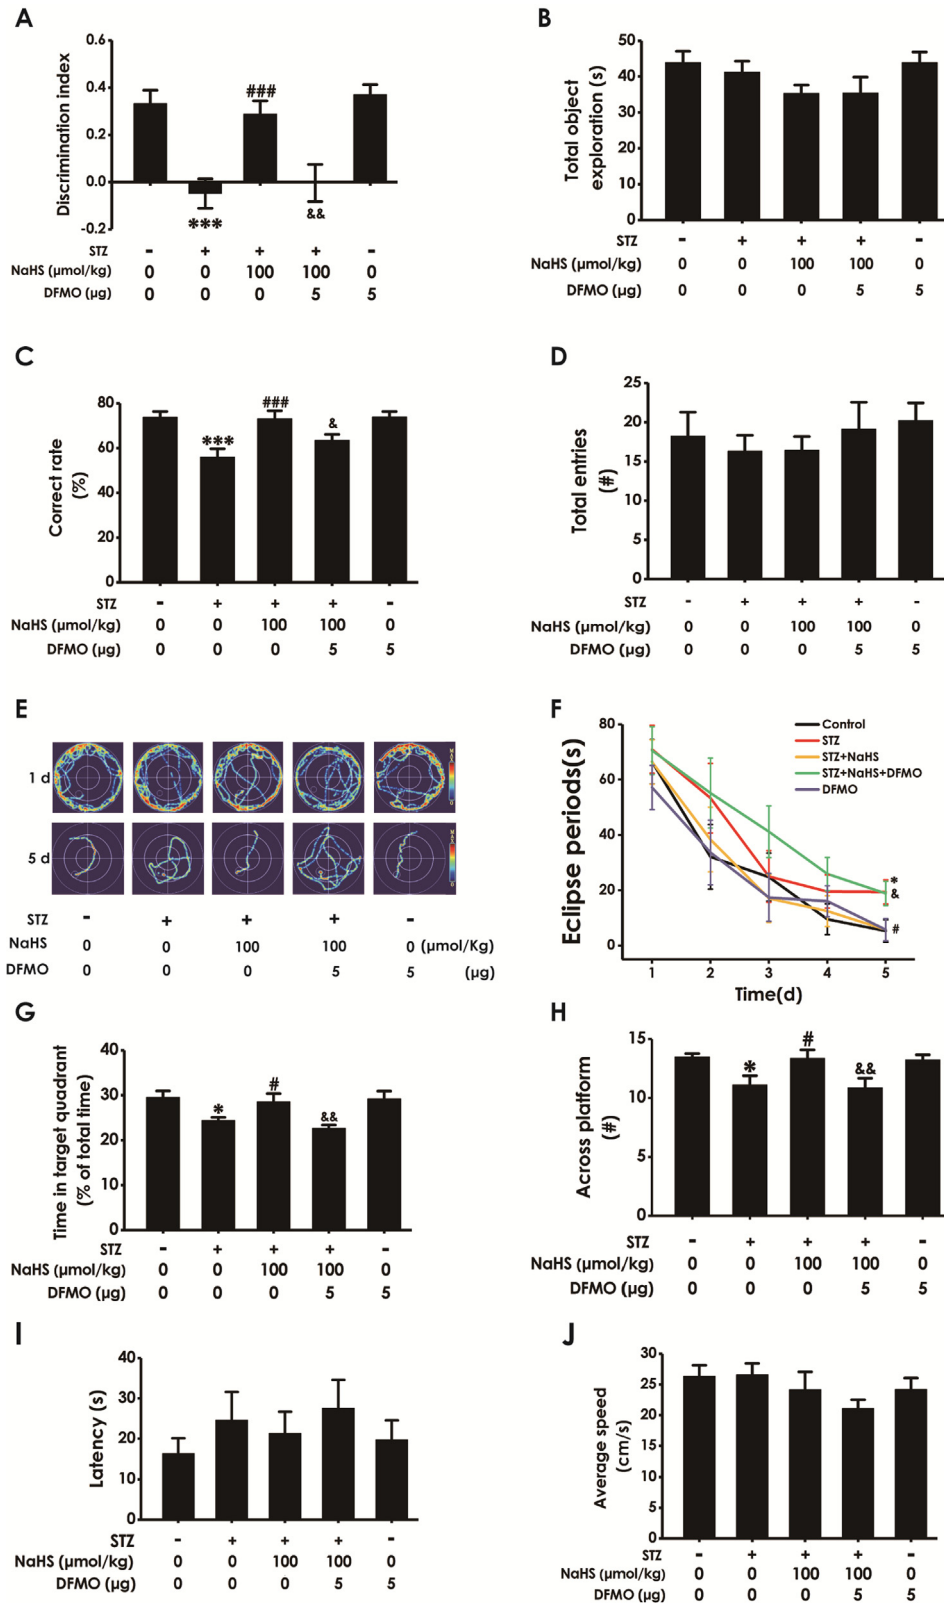 A
0.6
0.4
0.2
0.0
-0.2
Discrimination index
***
###
&&
STZ - + + + -
NaHS (µmol/kg) 0 0 100 100 0
DFMO (µg) 0 0 0 5 5
B
50
40
30
20
10
0
Total object
exploration (s)
STZ - + + + -
NaHS (µmol/kg) 0 0 100 100 0
DFMO (µg) 0 0 0 5 5
C
80
60
40
20
0
Correct rate
(%)
***
###
&
STZ - + + + -
NaHS (µmol/kg) 0 0 100 100 0
DFMO (µg) 0 0 0 5 5
D
25
20
15
10
5
0
Total entries
(#)
STZ - + + + -
NaHS (µmol/kg) 0 0 100 100 0
DFMO (µg) 0 0 0 5 5
E
1 d
5 d
STZ - + + + -
NaHS 0 0 100 100 0 (µmol/Kg)
DFMO 0 0 0 5 5 (µg)
F
80
60
40
20
0
Eclipse periods(s)
Control
STZ
STZ+NaHS
STZ+NaHS+DFMO
DFMO
*
&
#
1 2 3 4 5
Time(d)
G
40
30
20
10
0
Time in target quadrant
(% of total time)
*
#
&&
STZ - + + + -
NaHS (µmol/kg) 0 0 100 100 0
DFMO (µg) 0 0 0 5 5
H
15
10
5
0
Across platform
(#)
*
#
&&
STZ - + + + -
NaHS (µmol/kg) 0 0 100 100 0
DFMO (µg) 0 0 0 5 5
I
40
30
20
10
0
Latency (s)
STZ - + + + -
NaHS (µmol/kg) 0 0 100 100 0
DFMO (µg) 0 0 0 5 5
J
30
25
20
25
10
5
0
Average speed
(cm/s)
STZ - + + + -
NaHS (µmol/kg) 0 0 100 100 0
DFMO (µg) 0 0 0 5 5